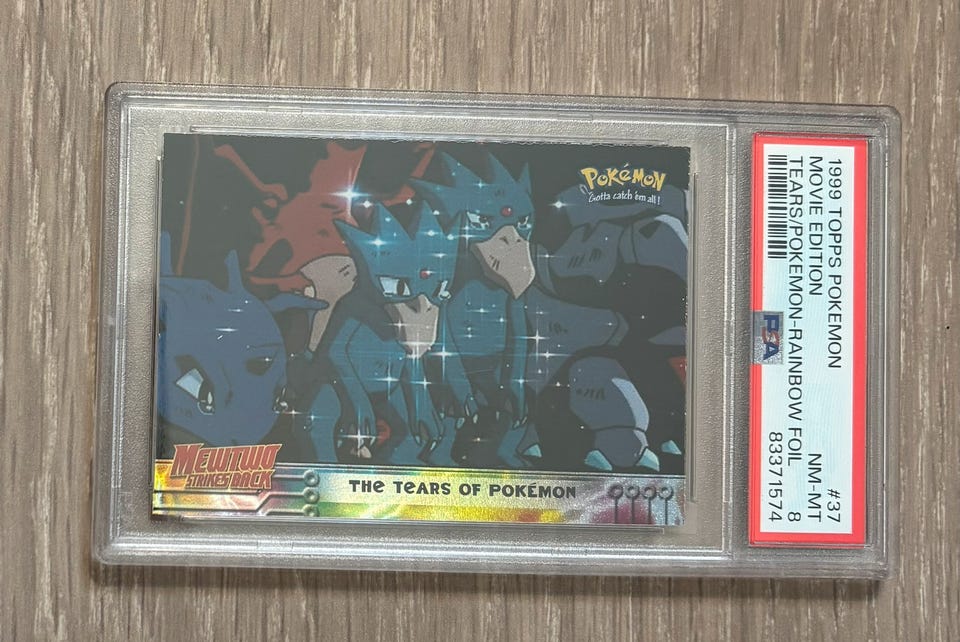 POKéMON
Gotta catch 'em all!
MEWTWO
STRIKES BACK
THE TEARS OF POKéMON
1999 TOPPS POKEMON #37
MOVIE EDITION NM-MT
TEARS/POKEMON-RAINBOW FOIL 8
83371574
PSA